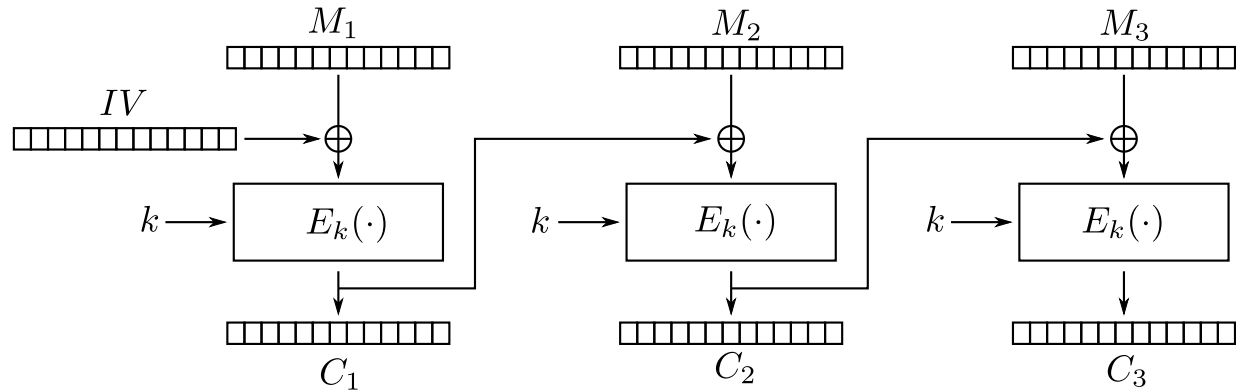 M₁ M₂ M₃
IV
k Eₖ(·) k Eₖ(·) k Eₖ(·)
C₁ C₂ C₃